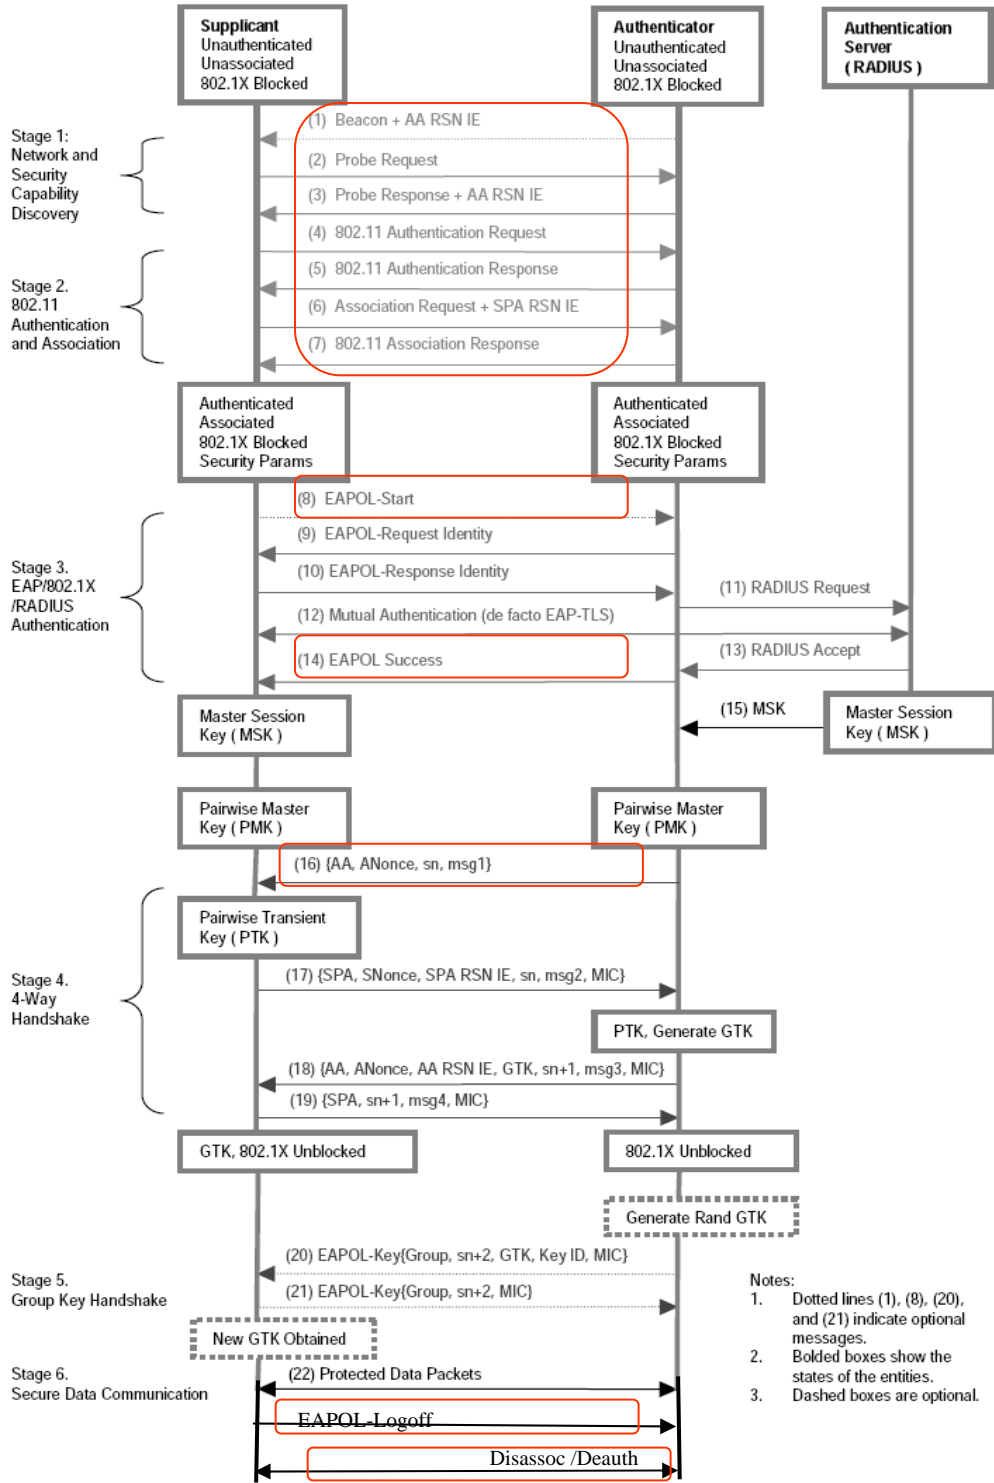 Supplicant
Unauthenticated
Unassociated
802.1X Blocked
Authenticator
Unauthenticated
Unassociated
802.1X Blocked
Authentication
Server
( RADIUS )
Stage 1:
Network and
Security
Capability
Discovery
(1) Beacon + AA RSN IE
(2) Probe Request
(3) Probe Response + AA RSN IE
(4) 802.11 Authentication Request
Stage 2.
802.11
Authentication
and Association
(5) 802.11 Authentication Response
(6) Association Request + SPA RSN IE
(7) 802.11 Association Response
Authenticated
Associated
802.1X Blocked
Security Params
Authenticated
Associated
802.1X Blocked
Security Params
(8) EAPOL-Start
Stage 3.
EAP/802.1X
/RADIUS
Authentication
(9) EAPOL-Request Identity
(10) EAPOL-Response Identity
(11) RADIUS Request
(12) Mutual Authentication (de facto EAP-TLS)
(13) RADIUS Accept
(14) EAPOL Success
Master Session
Key ( MSK )
(15) MSK
Master Session
Key ( MSK )
Pairwise Master
Key ( PMK )
Pairwise Master
Key ( PMK )
(16) {AA, ANonce, sn, msg1}
Pairwise Transient
Key ( PTK )
Stage 4.
4-Way
Handshake
(17) {SPA, SNonce, SPA RSN IE, sn, msg2, MIC}
PTK, Generate GTK
(18) {AA, ANonce, AA RSN IE, GTK, sn+1, msg3, MIC}
(19) {SPA, sn+1, msg4, MIC}
GTK, 802.1X Unblocked
802.1X Unblocked
Generate Rand GTK
(20) EAPOL-Key{Group, sn+2, GTK, Key ID, MIC}
Stage 5.
Group Key Handshake
(21) EAPOL-Key{Group, sn+2, MIC}
New GTK Obtained
Notes:
1. Dotted lines (1), (8), (20),
and (21) indicate optional
messages.
2. Bolded boxes show the
states of the entities.
3. Dashed boxes are optional.
Stage 6.
Secure Data Communication
(22) Protected Data Packets
EAPOL-Logoff
Disassoc /Deauth